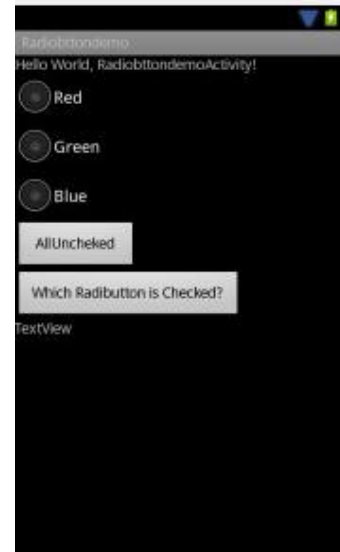 Radiobttondemo
Hello World, RadiobttondemoActivity!
Red
Green
Blue
AllUncheked
Which Radibutton is Checked?
TextView